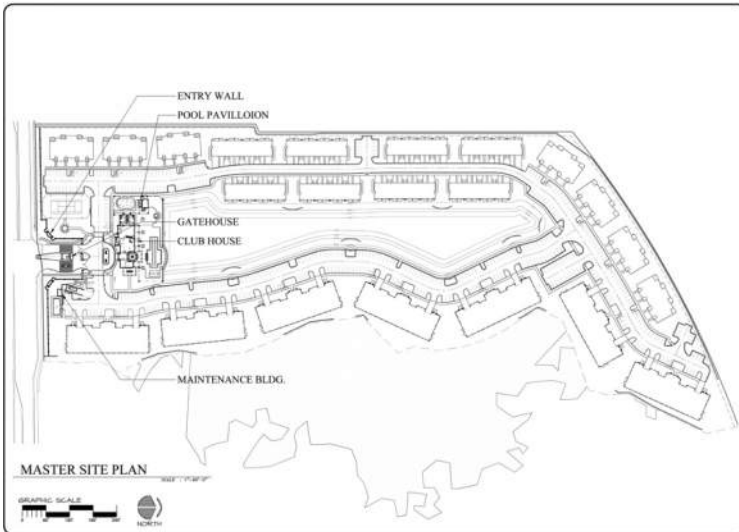 ENTRY WALL
POOL PAVILLOION
GATEHOUSE
CLUB HOUSE
MAINTENANCE BLDG.
MASTER SITE PLAN
GRAPHIC SCALE
NORTH